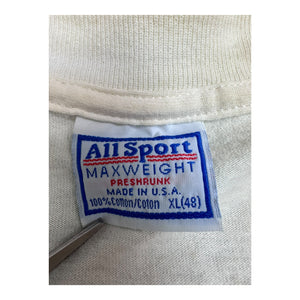 All Sport
MAXWEIGHT
PRESHRUNK
MADE IN U.S.A.
100% Cotton/Coton XL(48)